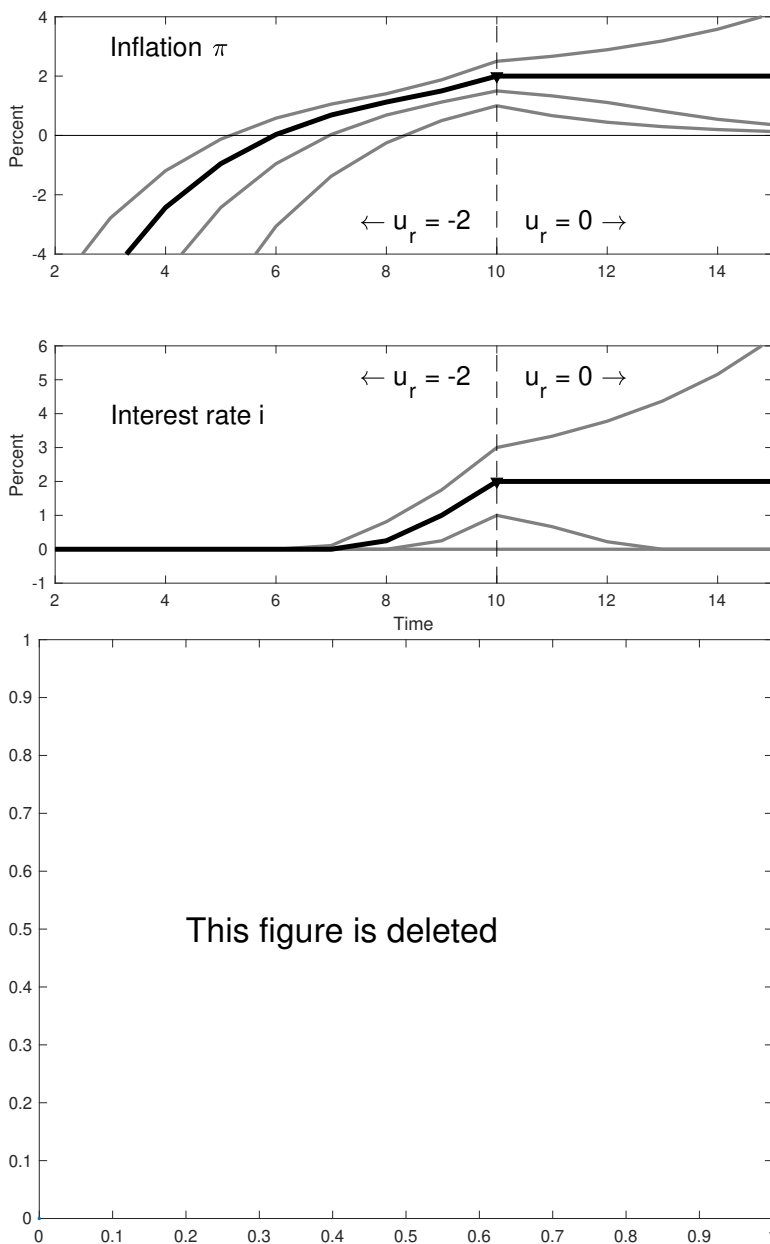 Inflation π
Percent
4
2
0
-2
-4
← u_r = -2
u_r = 0 →
2 4 6 8 10 12 14
Interest rate i
Percent
6
5
4
3
2
1
0
-1
← u_r = -2
u_r = 0 →
2 4 6 8 10 12 14
Time
1
0.9
0.8
0.7
0.6
0.5
0.4
0.3
0.2
0.1
0
This figure is deleted
0 0.1 0.2 0.3 0.4 0.5 0.6 0.7 0.8 0.9